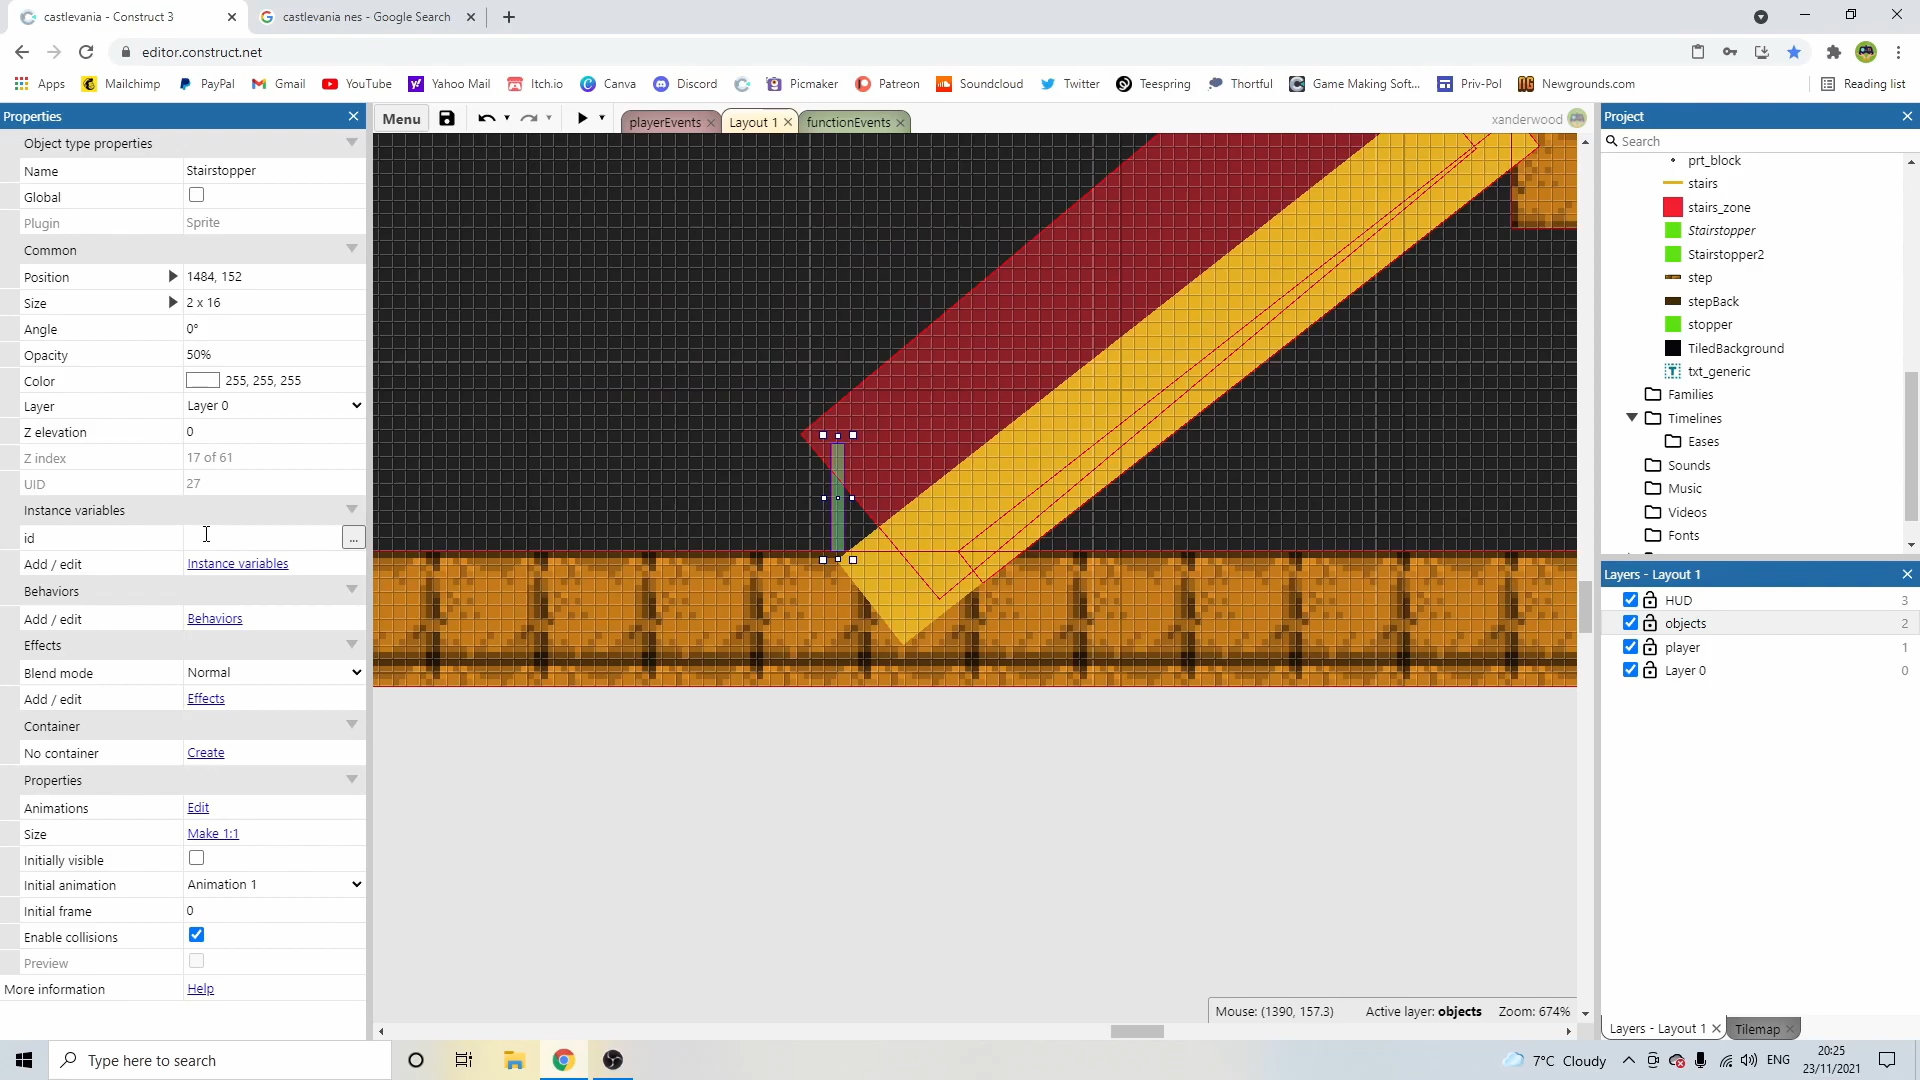 castlevania - Construct 3
castlevania nes - Google Search
editor.construct.net
Apps
Mailchimp
PayPal
Gmail
YouTube
Yahoo Mail
Itch.io
Canva
Discord
Picmaker
Patreon
Soundcloud
Twitter
Teespring
Thortful
Game Making Soft...
Priv-Pol
Newgrounds.com
Reading list
Properties
Menu
playerEvents
Layout 1
functionEvents
xanderwood
Project
Object type properties
Name
Stairstopper
Global
Plugin
Sprite
Common
Position
1484, 152
Size
2 x 16
Angle
0°
Opacity
50%
Color
255, 255, 255
Layer
Layer 0
Z elevation
0
Z index
17 of 61
UID
27
Instance variables
id
...
Add / edit
Instance variables
Behaviors
Add / edit
Behaviors
Effects
Blend mode
Normal
Add / edit
Effects
Container
No container
Create
Properties
Animations
Edit
Size
Make 1:1
Initially visible
Initial animation
Animation 1
Initial frame
0
Enable collisions
Preview
More information
Help
Search
prt_block
stairs
stairs_zone
Stairstopper
Stairstopper2
step
stepBack
stopper
TiledBackground
txt_generic
Families
Timelines
Eases
Sounds
Music
Videos
Fonts
Layers - Layout 1
HUD
3
objects
2
player
1
Layer 0
0
Mouse: (1390, 157.3)
Active layer: objects
Zoom: 674%
Layers - Layout 1
Tilemap
Type here to search
7°C Cloudy
ENG
20:25
23/11/2021